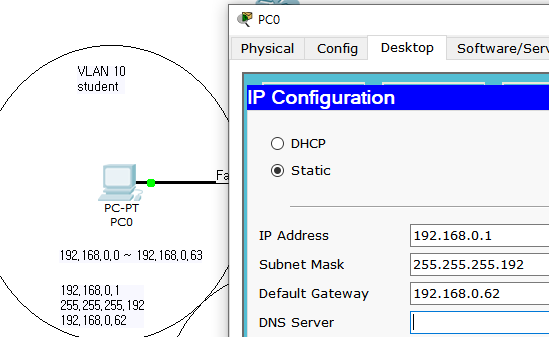 PC0
Physical Config Desktop Software/Serv
VLAN 10
student
IP Configuration
DHCP
Static
Fa
PC-PT
PC0
192.168.0.0 ~ 192.168.0.63
192.168.0.1
255.255.255.192
192.168.0.62
IP Address 192.168.0.1
Subnet Mask 255.255.255.192
Default Gateway 192.168.0.62
DNS Server